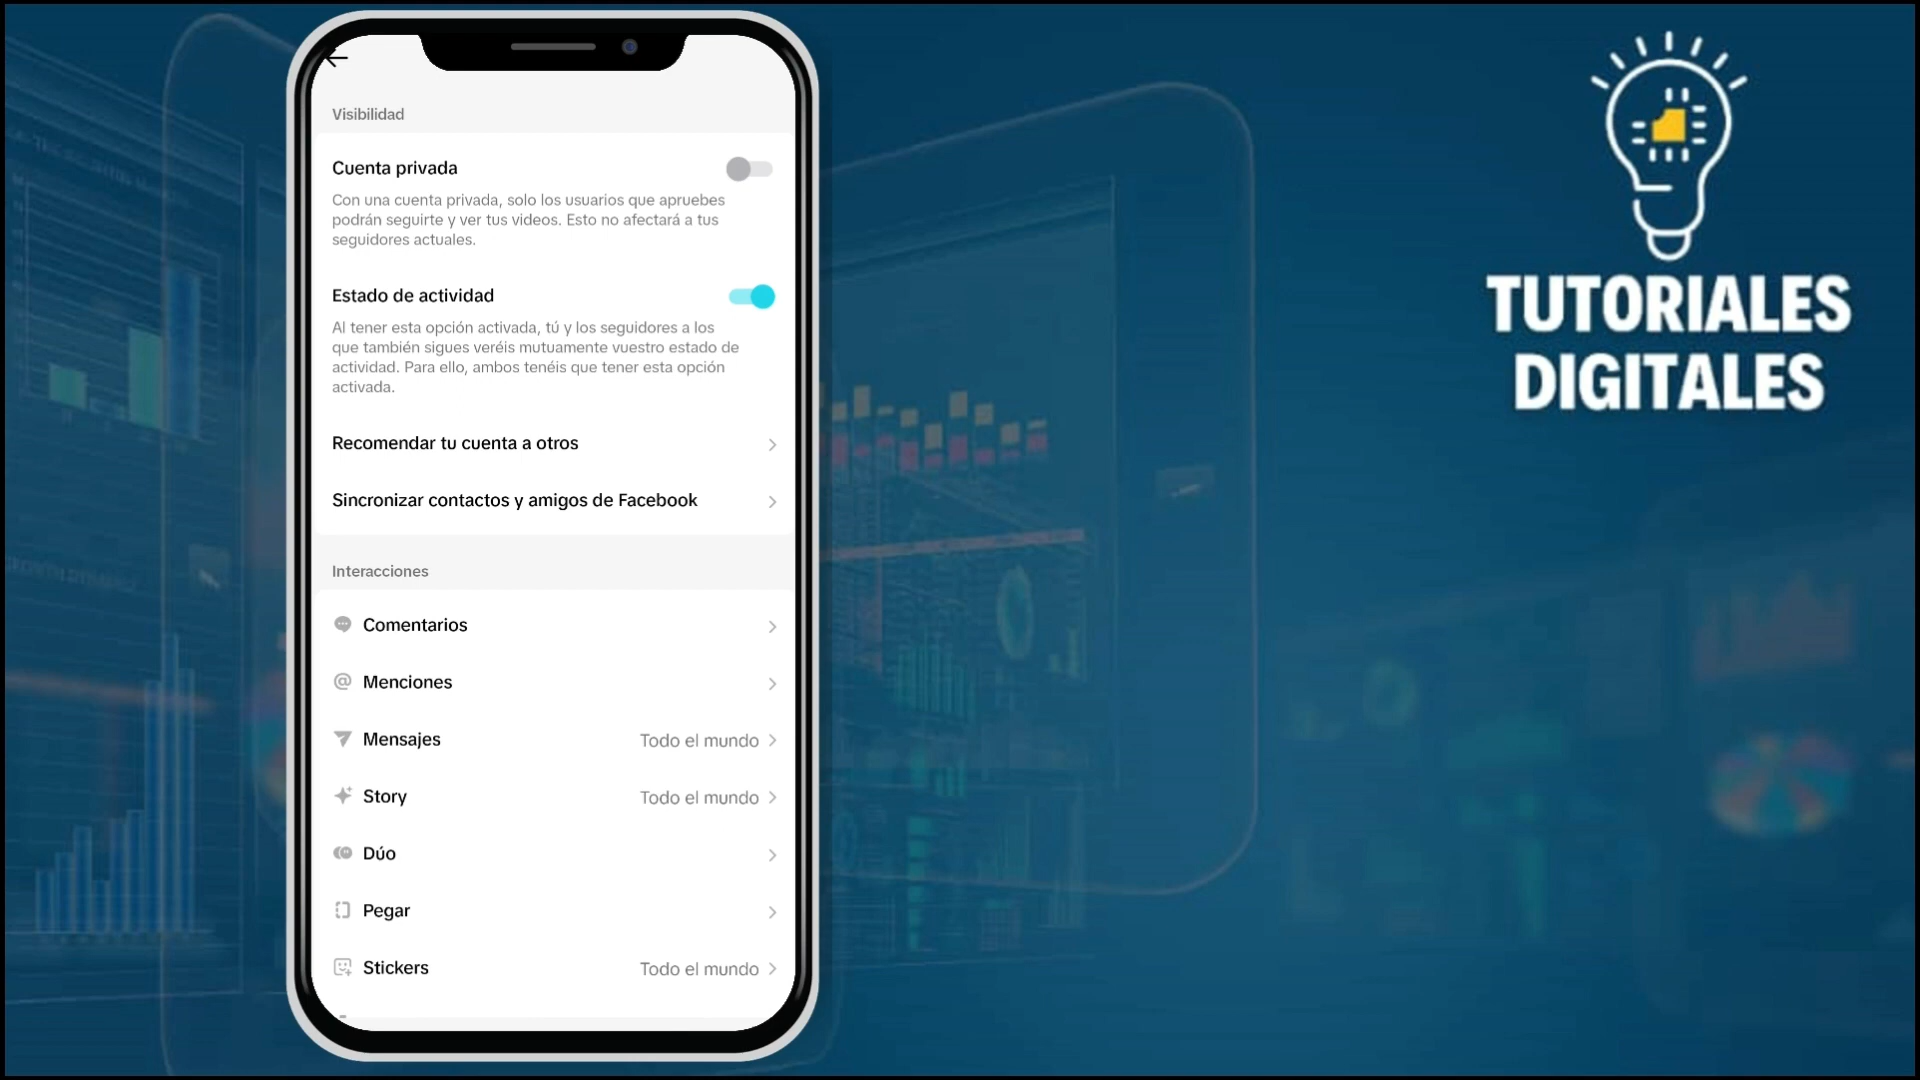 Visibilidad
Cuenta privada
Con una cuenta privada, solo los usuarios que apruebes
podrán seguirte y ver tus videos. Esto no afectará a tus
seguidores actuales.
Estado de actividad
Al tener esta opción activada, tú y los seguidores a los
que también sigues veréis mutuamente vuestro estado de
actividad. Para ello, ambos tenéis que tener esta opción
activada.
Recomendar tu cuenta a otros
Sincronizar contactos y amigos de Facebook
Interacciones
Comentarios
Menciones
Mensajes Todo el mundo
Story Todo el mundo
Dúo
Pegar
Stickers Todo el mundo
TUTORIALES
DIGITALES